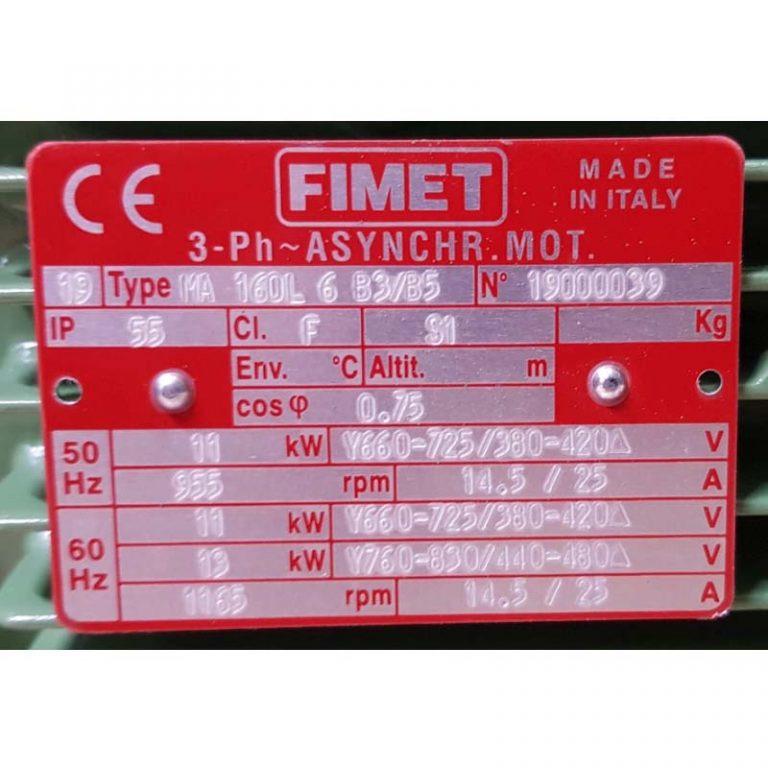 CE FIMET MADE IN ITALY
3-Ph~ASYNCHR.MOT.
19 Type MA 160L 6 B3/B5 N° 19000039
IP 55 Cl. F S1 Kg
Env. °C Altit. m
cos φ 0.75
50 Hz 11 kW Y660-725/380-420Δ V
955 rpm 14.5 / 25 A
60 Hz 11 kW Y660-725/380-420Δ V
13 kW Y760-830/440-480Δ V
1165 rpm 14.5 / 25 A